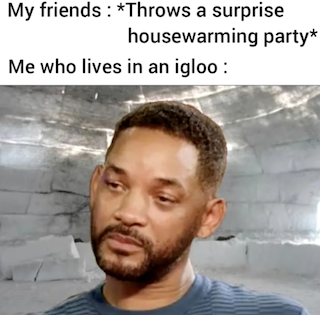 My friends : *Throws a surprise
housewarming party*
Me who lives in an igloo :